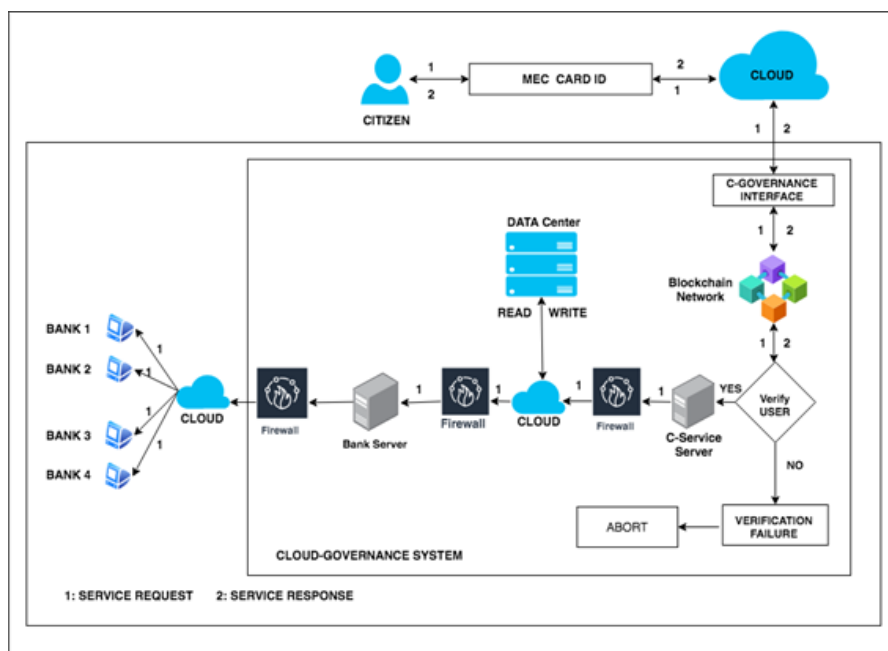 1
2
MEC CARD ID
2
1
CLOUD
CITIZEN
1
2
C-GOVERNANCE
INTERFACE
DATA Center
1
2
Blockchain
Network
READ
WRITE
1
2
BANK 1
1
BANK 2
1
BANK 3
1
BANK 4
1
CLOUD
Firewall
Bank Server
1
Firewall
1
CLOUD
1
Firewall
1
C-Service
Server
YES
Verify
USER
NO
ABORT
VERIFICATION
FAILURE
CLOUD-GOVERNANCE SYSTEM
1: SERVICE REQUEST
2: SERVICE RESPONSE